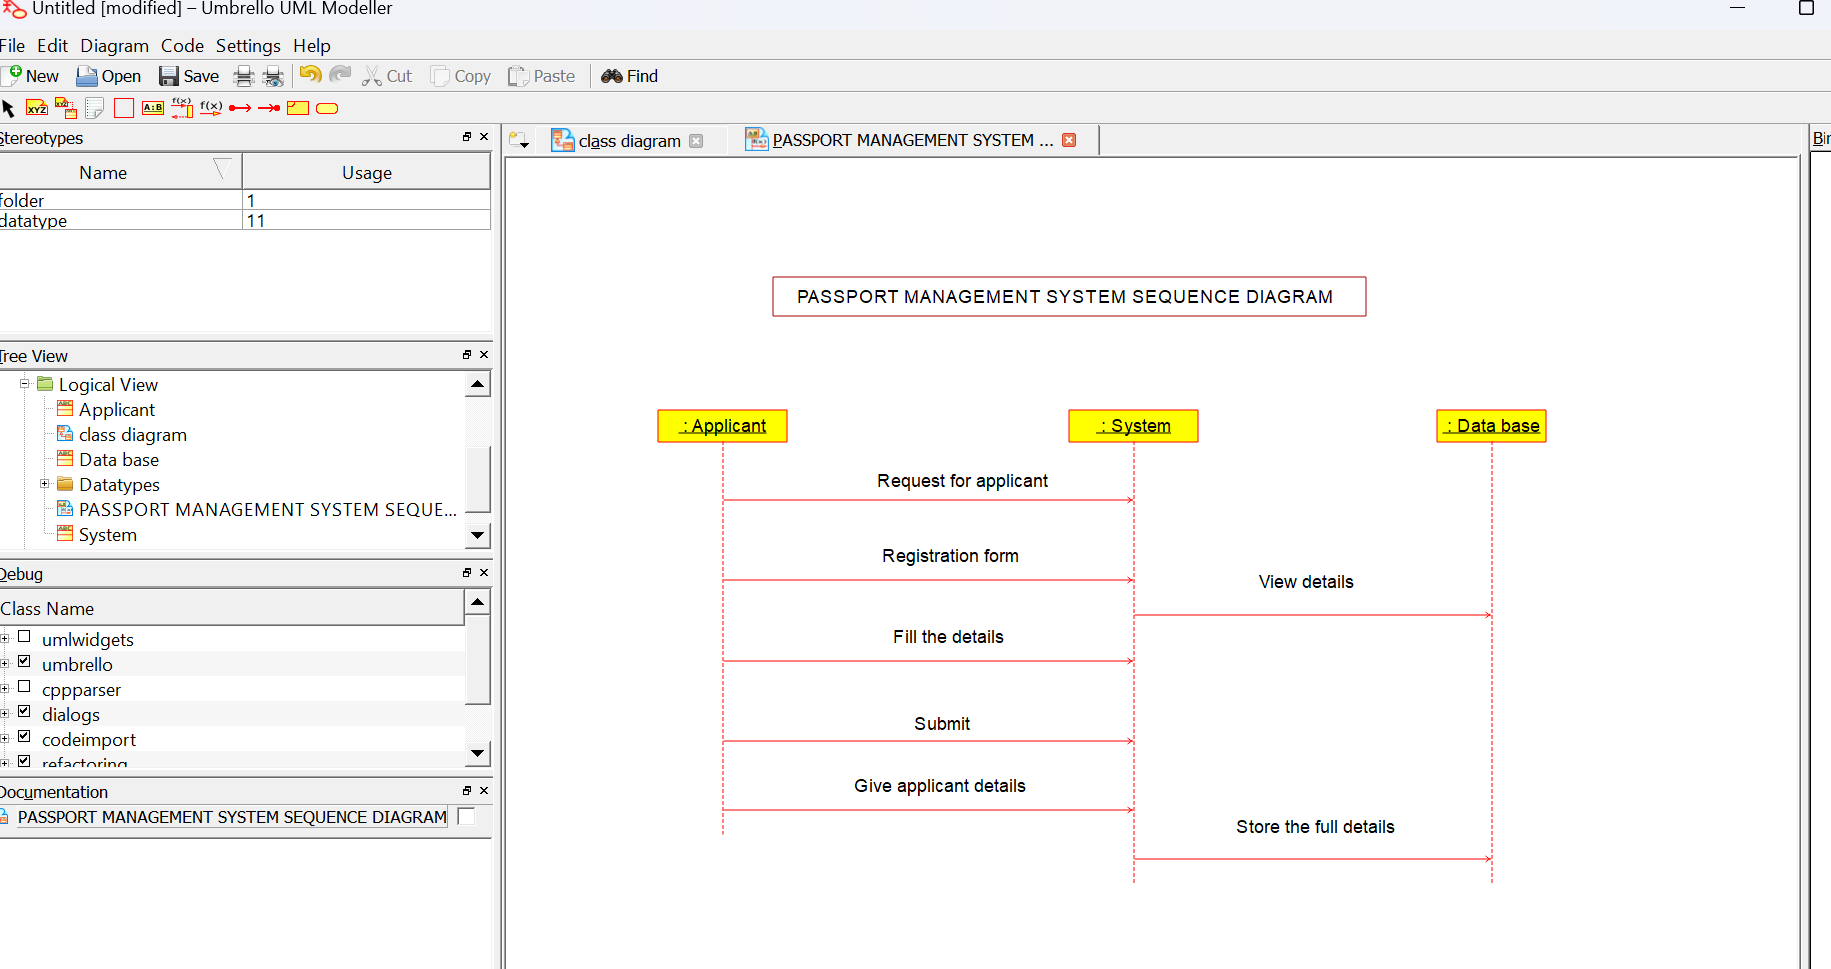 Untitled [modified] – Umbrello UML Modeller
File Edit Diagram Code Settings Help
New Open Save Cut Copy Paste Find
XYZ XYZ A:B f(x) f(x)
Stereotypes
class diagram
PASSPORT MANAGEMENT SYSTEM ...
Name Usage
folder 1
datatype 11
Tree View
Logical View
Applicant
class diagram
Data base
Datatypes
PASSPORT MANAGEMENT SYSTEM SEQUE...
System
Debug
Class Name
umlwidgets
umbrello
cppparser
dialogs
codeimport
refactoring
Documentation
PASSPORT MANAGEMENT SYSTEM SEQUENCE DIAGRAM
PASSPORT MANAGEMENT SYSTEM SEQUENCE DIAGRAM
: Applicant : System : Data base
Request for applicant
Registration form
View details
Fill the details
Submit
Give applicant details
Store the full details